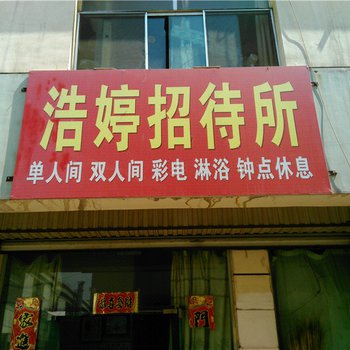 浩婷招待所
单人间 双人间 彩电 淋浴 钟点休息
門